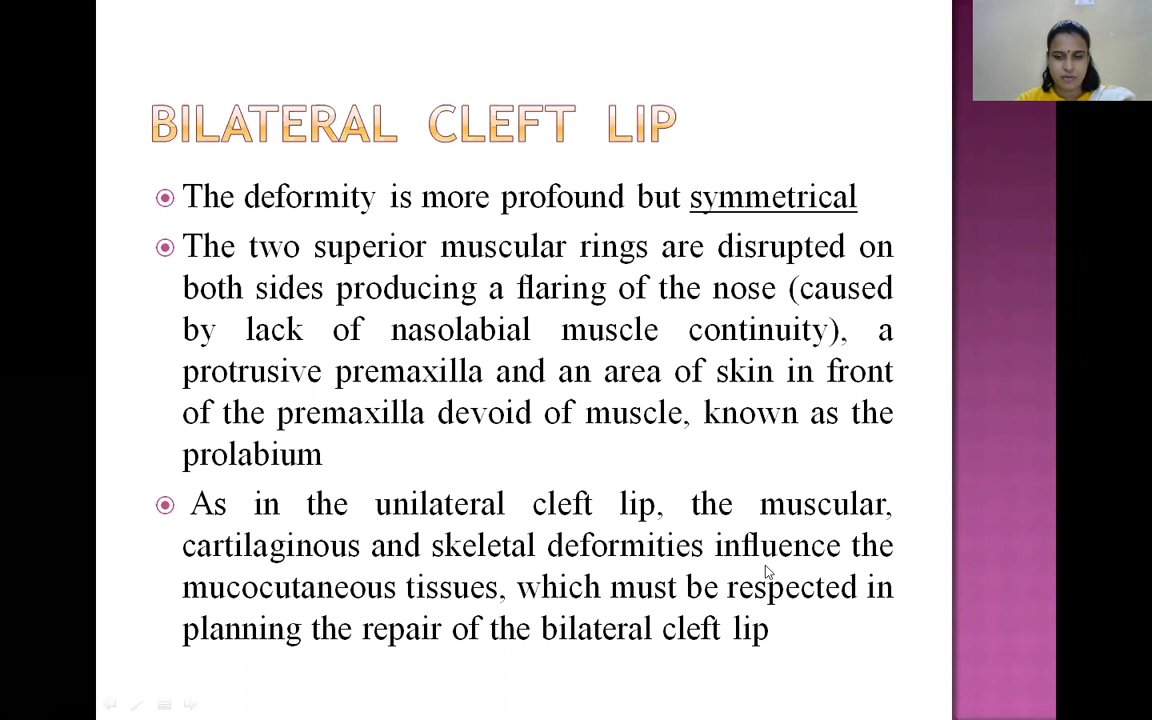 BILATERAL CLEFT LIP
The deformity is more profound but symmetrical
The two superior muscular rings are disrupted on
both sides producing a flaring of the nose (caused
by lack of nasolabial muscle continuity), a
protrusive premaxilla and an area of skin in front
of the premaxilla devoid of muscle, known as the
prolabium
As in the unilateral cleft lip, the muscular,
cartilaginous and skeletal deformities influence the
mucocutaneous tissues, which must be respected in
planning the repair of the bilateral cleft lip